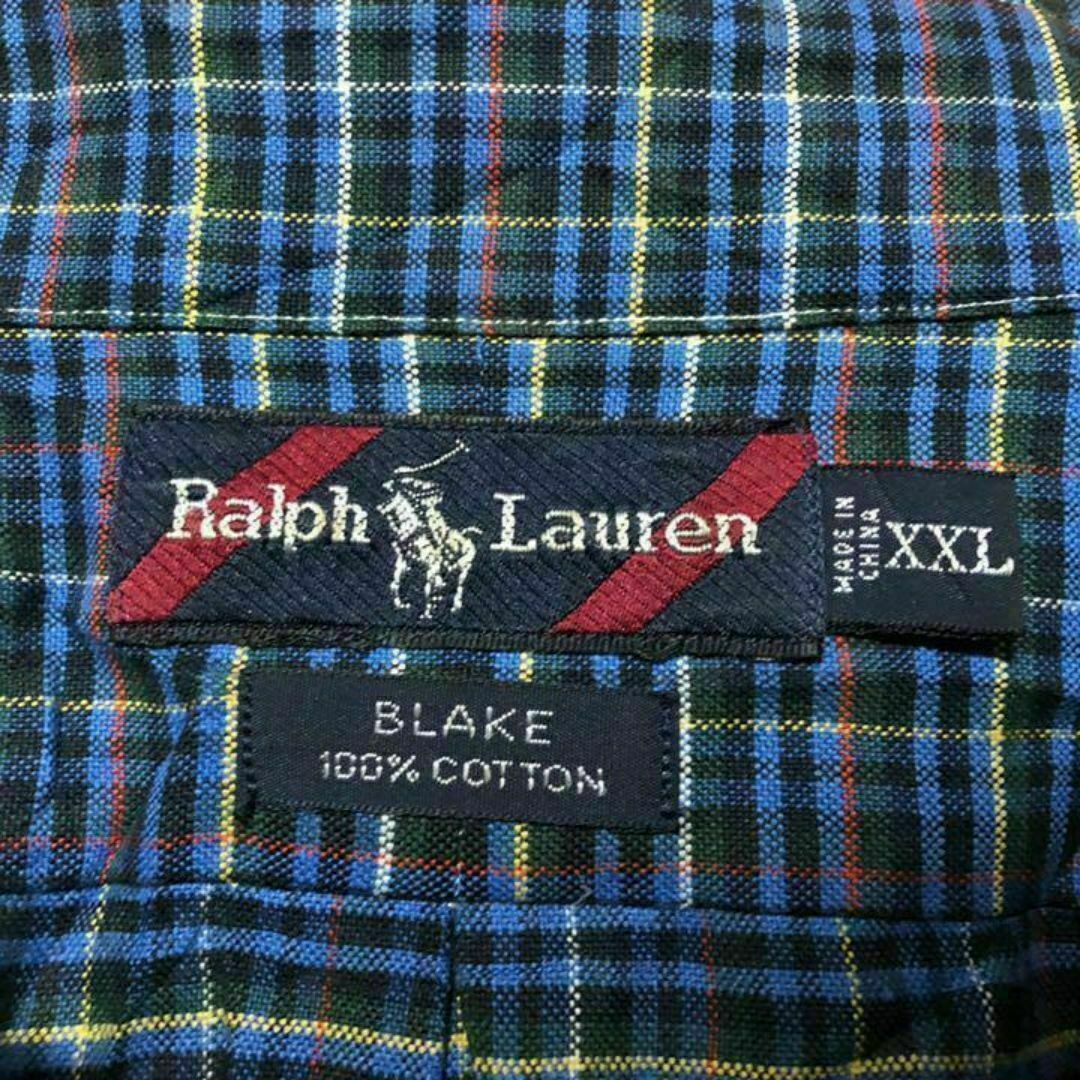 Ralph Lauren
MADE IN
CHINA
XXL
BLAKE
100% COTTON